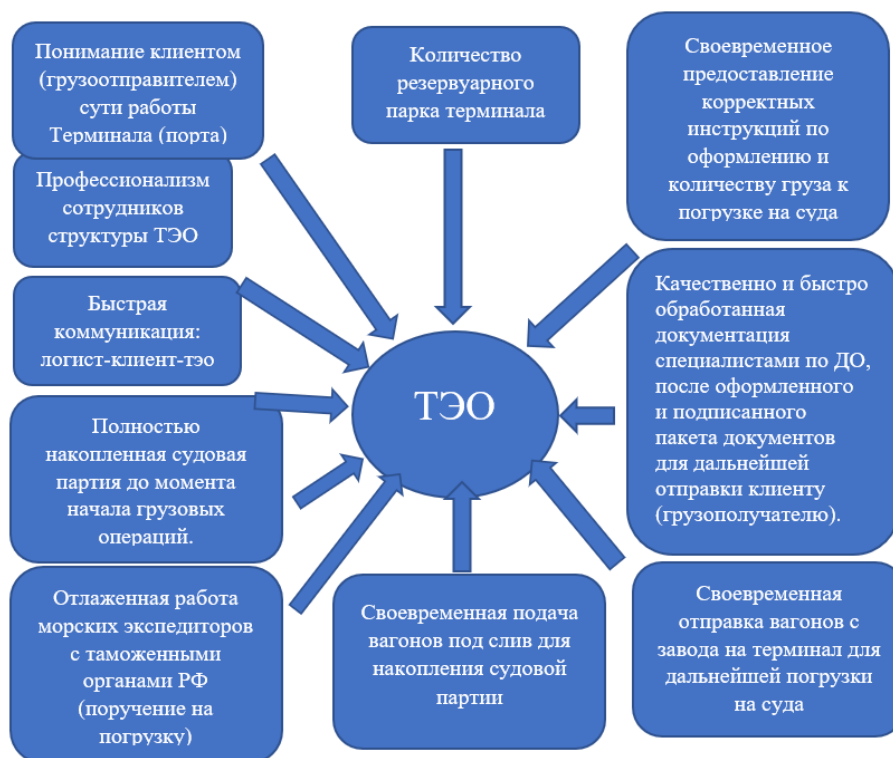 Понимание клиентом
(грузоотправителем)
сути работы
Терминала (порта)
Профессионализм
сотрудников
структуры ТЭО
Быстрая
коммуникация:
логист-клиент-тэо
Полностью
накопленная судовая
партия до момента
начала грузовых
операций.
Отлаженная работа
морских экспедиторов
с таможенными
органами РФ
(поручение на
погрузку)
Количество
резервуарного
парка терминала
ТЭО
Своевременная подача
вагонов под слив для
накопления судовой
партии
Своевременное
предоставление
корректных
инструкций по
оформлению и
количеству груза к
погрузке на суда
Качественно и быстро
обработанная
документация
специалистами по ДО,
после оформленного
и подписанного
пакета документов
для дальнейшей
отправки клиенту
(грузополучателю).
Своевременная
отправка вагонов с
завода на терминал для
дальнейшей погрузки
на суда